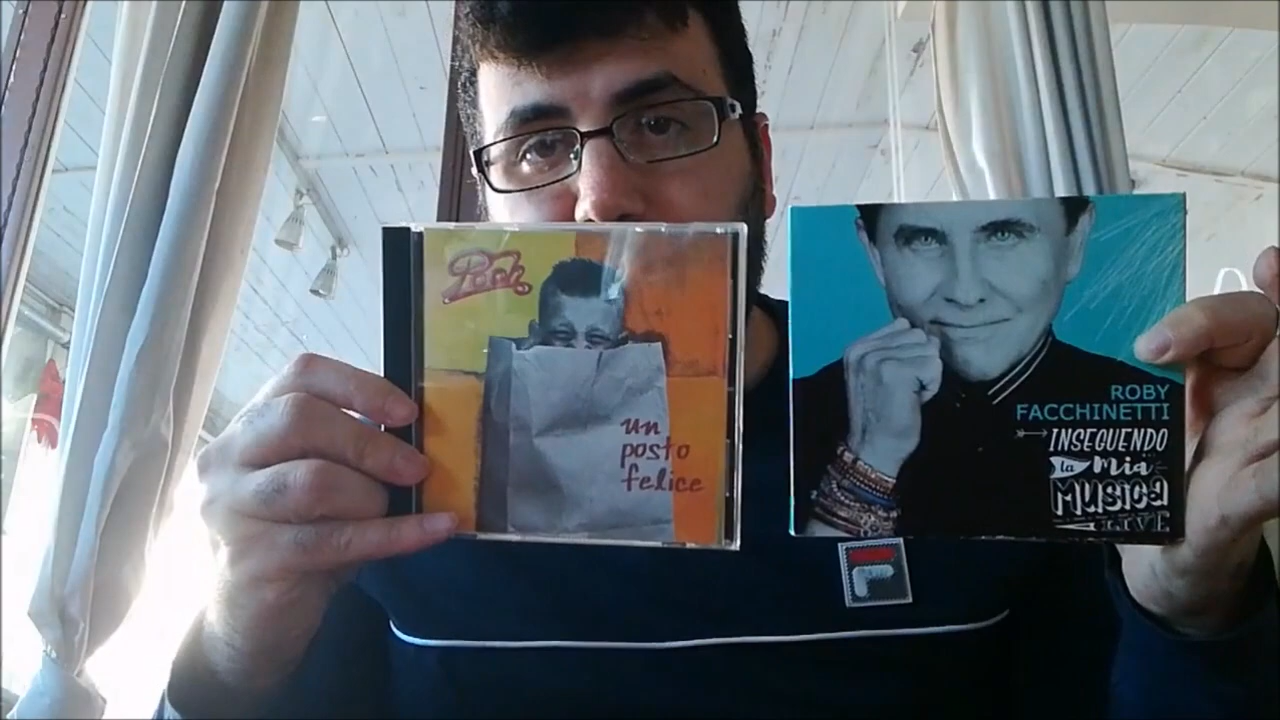 Pooh
un
posto
felice
ROBY
FACCHINETTI
INSEGUENDO
la mia
MUSICA
LIVE